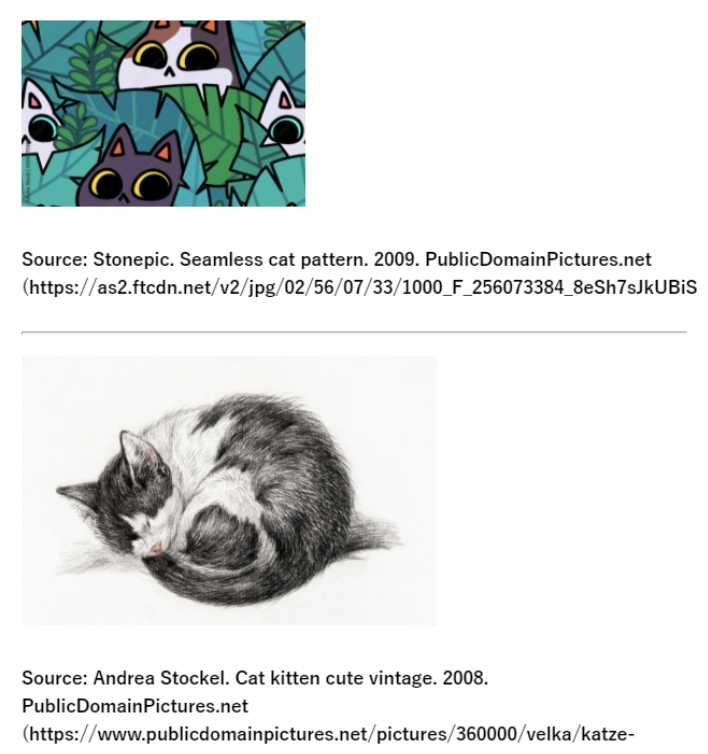 Source: Stonepic. Seamless cat pattern. 2009. PublicDomainPictures.net
(https://as2.ftcdn.net/v2/jpg/02/56/07/33/1000_F_256073384_8eSh7sJkUBiS
Source: Andrea Stockel. Cat kitten cute vintage. 2008.
PublicDomainPictures.net
(https://www.publicdomainpictures.net/pictures/360000/velka/katze-